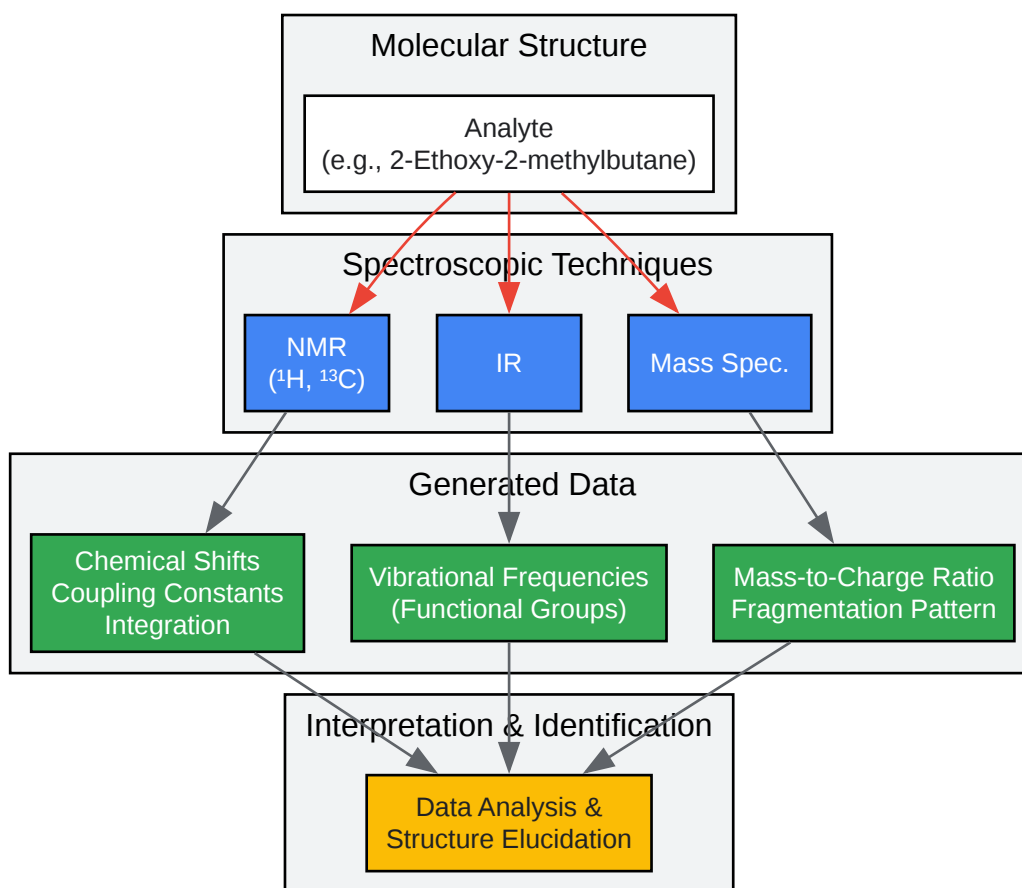 Molecular Structure
Analyte
(e.g., 2-Ethoxy-2-methylbutane)
Spectroscopic Techniques
NMR
(¹H, ¹³C)
IR
Mass Spec.
Generated Data
Chemical Shifts
Coupling Constants
Integration
Vibrational Frequencies
(Functional Groups)
Mass-to-Charge Ratio
Fragmentation Pattern
Interpretation & Identification
Data Analysis &
Structure Elucidation